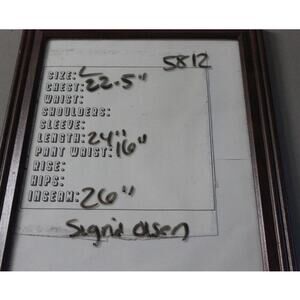 5812
SIZE: L
CHEST: 22.5"
WAIST:
SHOULDERS:
SLEEVE:
LENGTH: 24"
PANT WAIST: 16"
RISE:
HIPS:
INSEAM: 26"
Sigrid Olsen